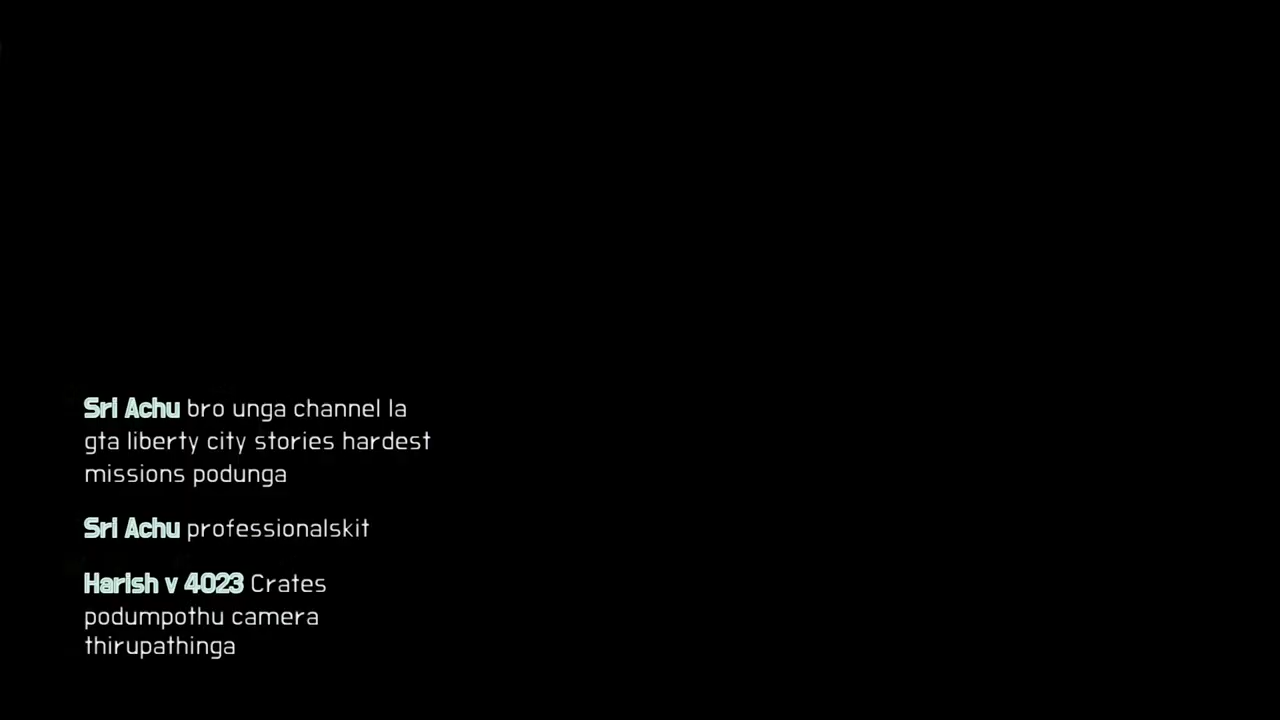 Sri Achu bro unga channel la
gta liberty city stories hardest
missions podunga
Sri Achu professionalskit
Harish v 4023 Crates
podumpothu camera
thirupathinga